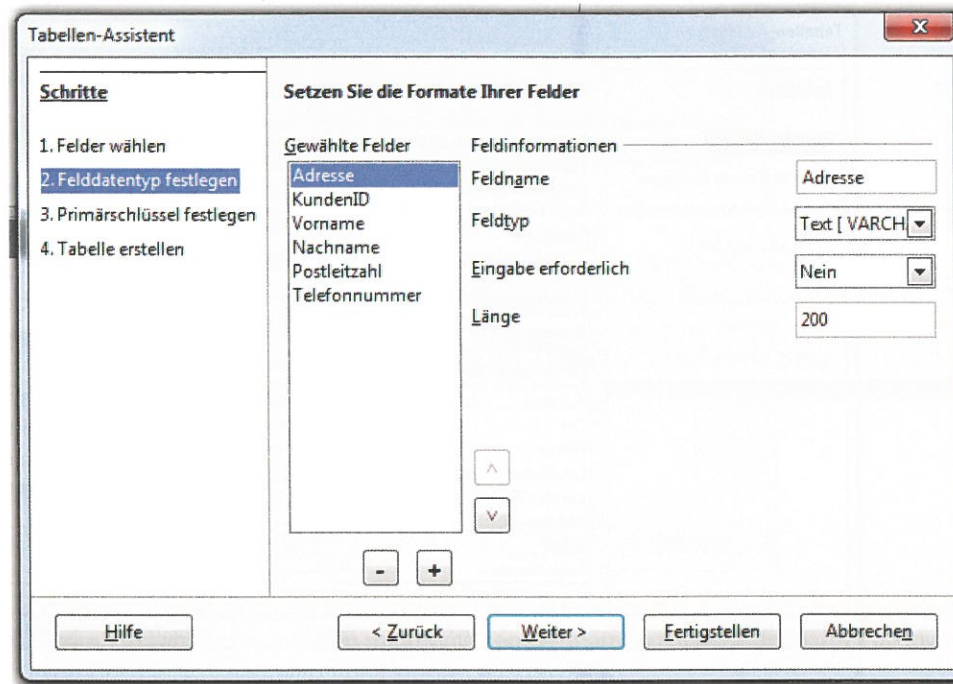 Tabellen-Assistent
Schritte
1. Felder wählen
2. Felddatentyp festlegen
3. Primärschlüssel festlegen
4. Tabelle erstellen
Setzen Sie die Formate Ihrer Felder
Gewählte Felder
Adresse
KundenID
Vorname
Nachname
Postleitzahl
Telefonnummer
- +
Feldinformationen
Feldname Adresse
Feldtyp Text [ VARCH
Eingabe erforderlich Nein
Länge 200
Hilfe < Zurück Weiter > Fertigstellen Abbrechen